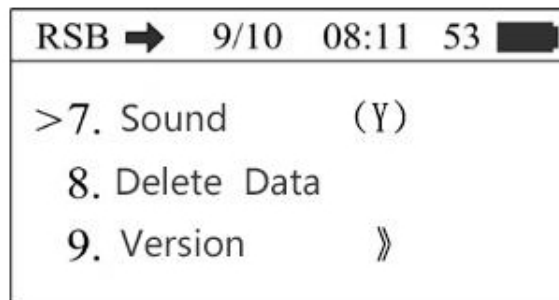 RSB ➡ 9/10 08:11 53
>7. Sound (Y)
8. Delete Data
9. Version 》